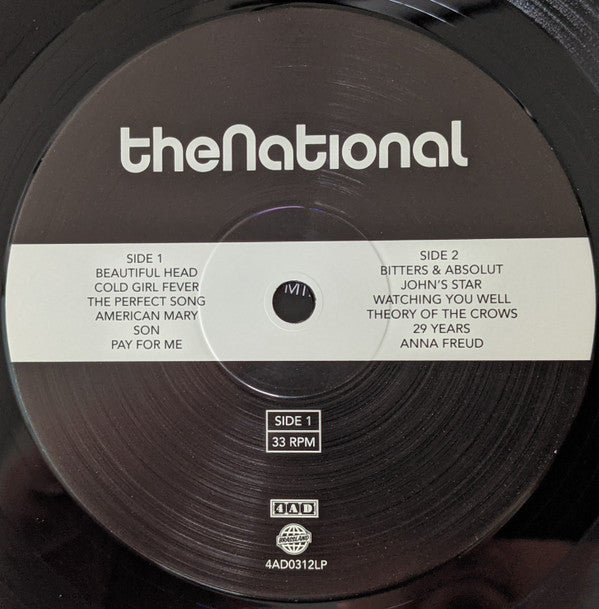 theNational
SIDE 1
BEAUTIFUL HEAD
COLD GIRL FEVER
THE PERFECT SONG
AMERICAN MARY
SON
PAY FOR ME
SIDE 2
BITTERS & ABSOLUT
JOHN'S STAR
WATCHING YOU WELL
THEORY OF THE CROWS
29 YEARS
ANNA FREUD
SIDE 1
33 RPM
4AD
BRASSLAND
4AD0312LP